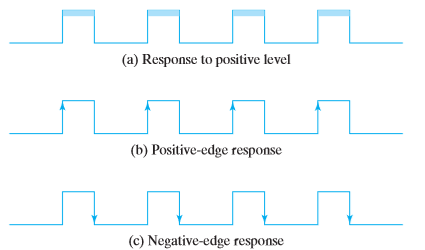 (a) Response to positive level
(b) Positive-edge response
(c) Negative-edge response